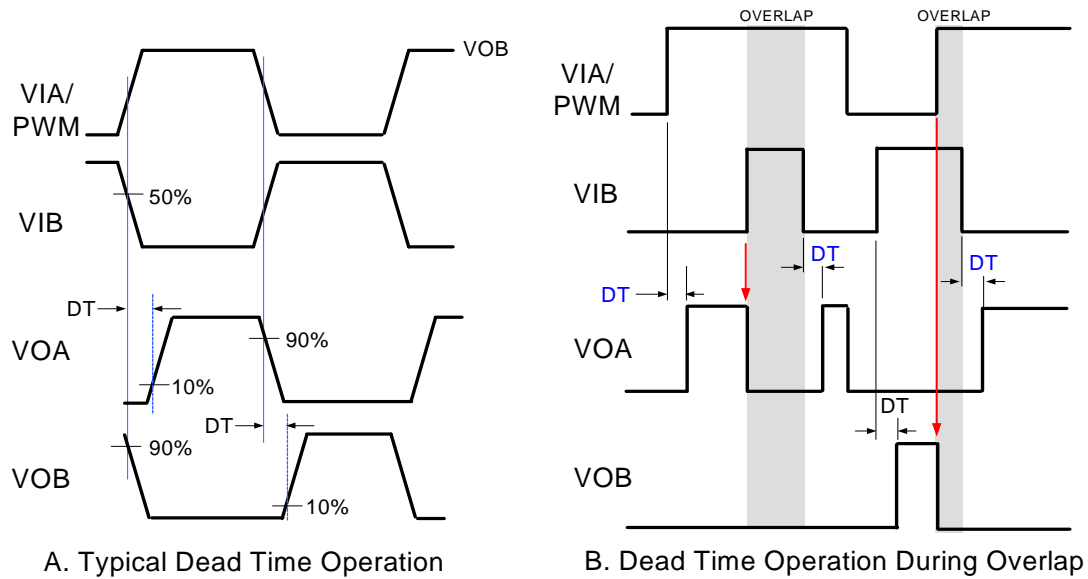 VOB
VIA/
PWM
50%
VIB
DT
VOA
90%
10%
DT
90%
VOB
10%
A. Typical Dead Time Operation
OVERLAP
OVERLAP
VIA/
PWM
VIB
DT
DT
DT
VOA
DT
VOB
B. Dead Time Operation During Overlap